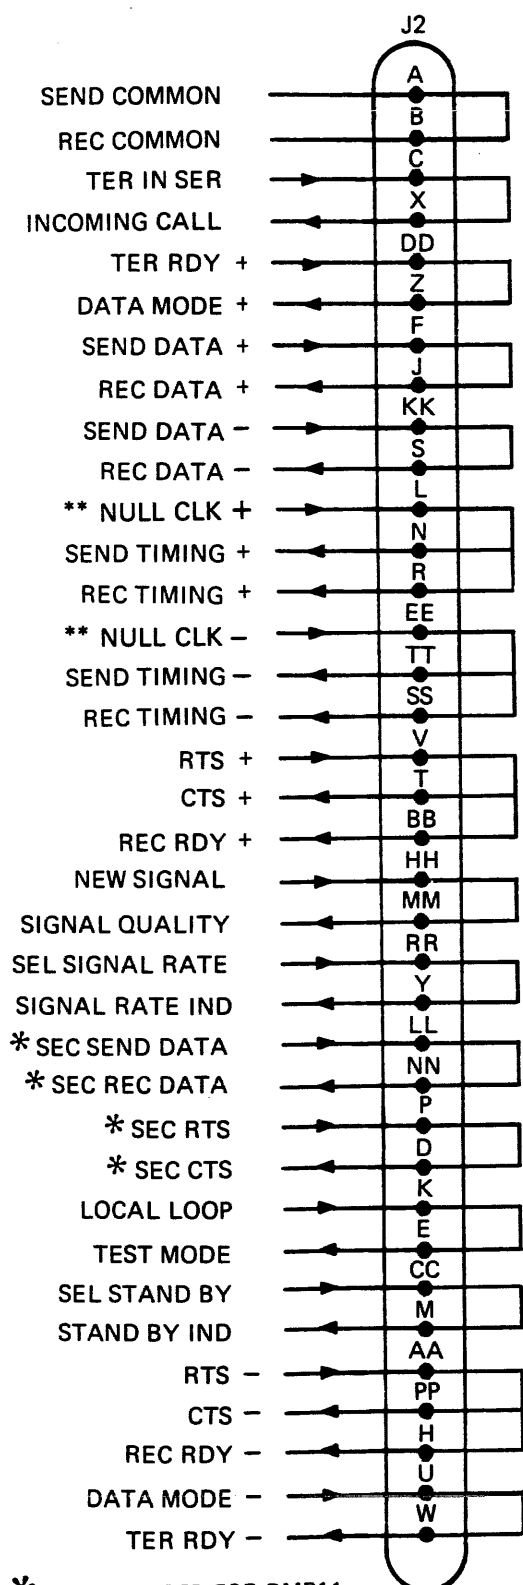 J2
A
SEND COMMON
B
REC COMMON
C
TER IN SER
X
INCOMING CALL
DD
TER RDY +
Z
DATA MODE +
F
SEND DATA +
J
REC DATA +
KK
SEND DATA –
S
REC DATA –
L
** NULL CLK +
N
SEND TIMING +
R
REC TIMING +
EE
** NULL CLK –
TT
SEND TIMING –
SS
REC TIMING –
V
RTS +
T
CTS +
BB
REC RDY +
HH
NEW SIGNAL
MM
SIGNAL QUALITY
RR
SEL SIGNAL RATE
Y
SIGNAL RATE IND
LL
* SEC SEND DATA
NN
* SEC REC DATA
P
* SEC RTS
D
* SEC CTS
K
LOCAL LOOP
E
TEST MODE
CC
SEL STAND BY
M
STAND BY IND
AA
RTS –
PP
CTS –
H
REC RDY –
U
DATA MODE –
W
TER RDY –
*